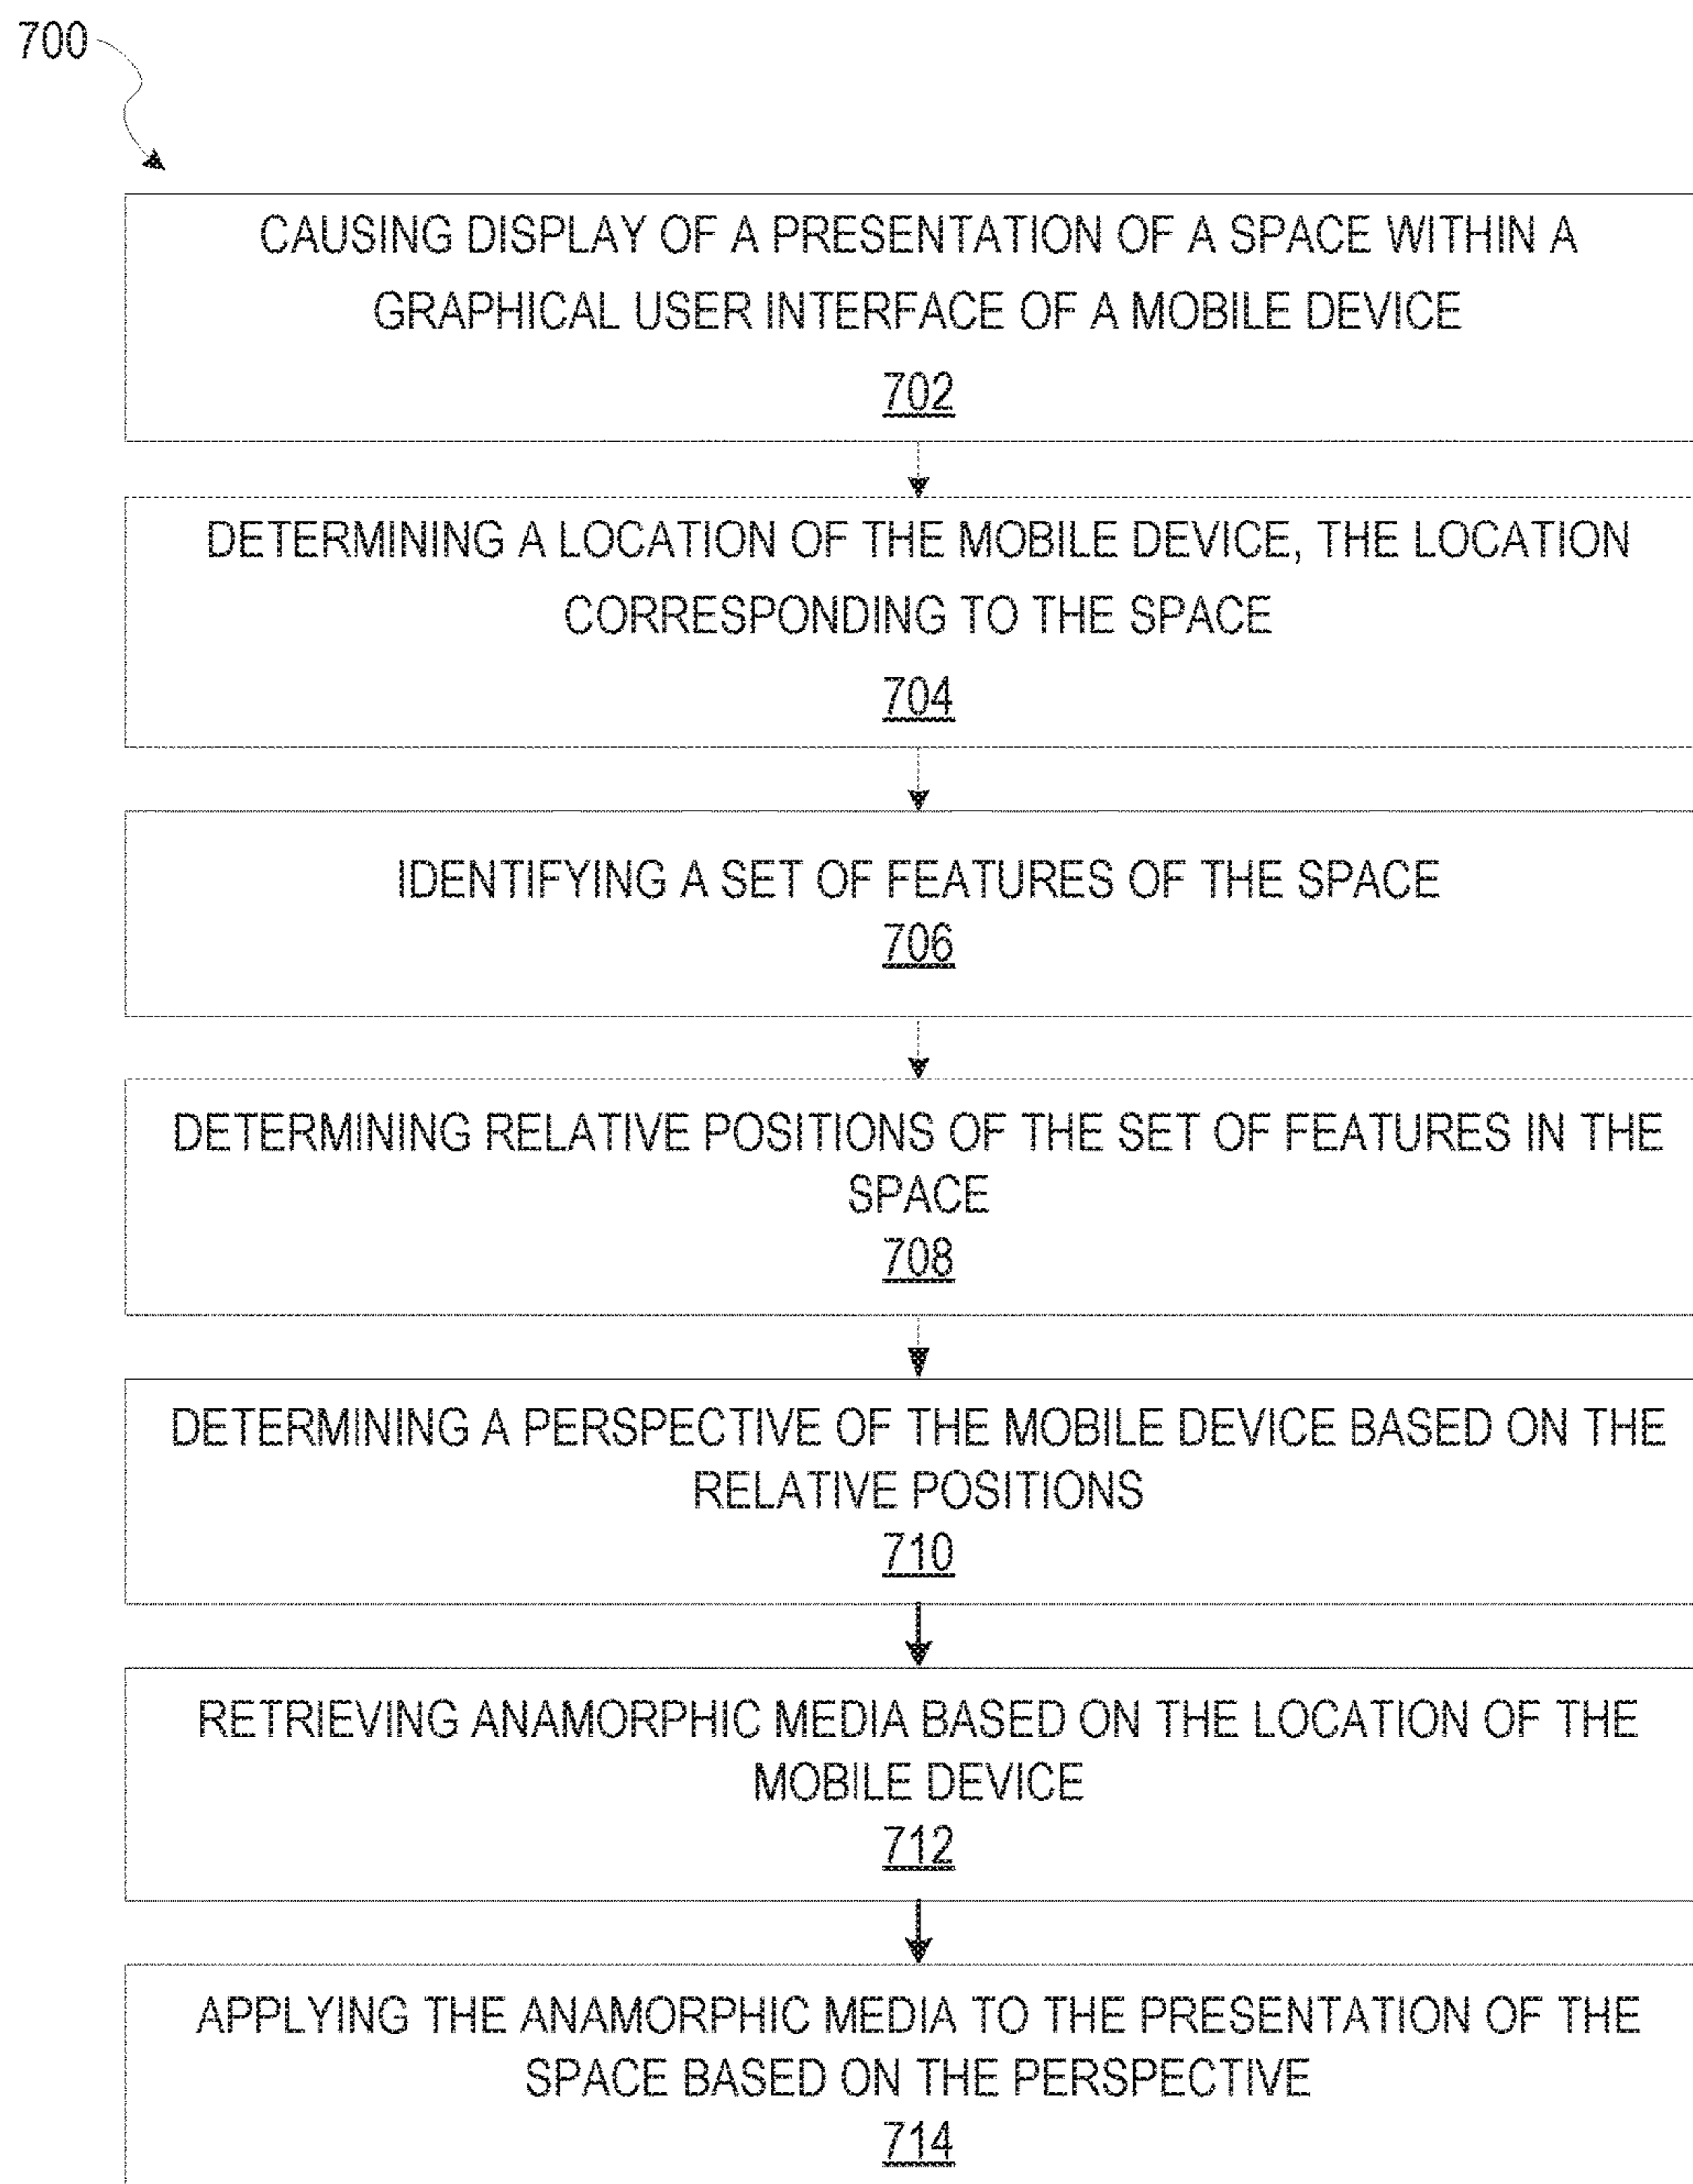 700
CAUSING DISPLAY OF A PRESENTATION OF A SPACE WITHIN A
GRAPHICAL USER INTERFACE OF A MOBILE DEVICE
702
DETERMINING A LOCATION OF THE MOBILE DEVICE, THE LOCATION
CORRESPONDING TO THE SPACE
704
IDENTIFYING A SET OF FEATURES OF THE SPACE
706
DETERMINING RELATIVE POSITIONS OF THE SET OF FEATURES IN THE
SPACE
708
DETERMINING A PERSPECTIVE OF THE MOBILE DEVICE BASED ON THE
RELATIVE POSITIONS
710
RETRIEVING ANAMORPHIC MEDIA BASED ON THE LOCATION OF THE
MOBILE DEVICE
712
APPLYING THE ANAMORPHIC MEDIA TO THE PRESENTATION OF THE
SPACE BASED ON THE PERSPECTIVE
714